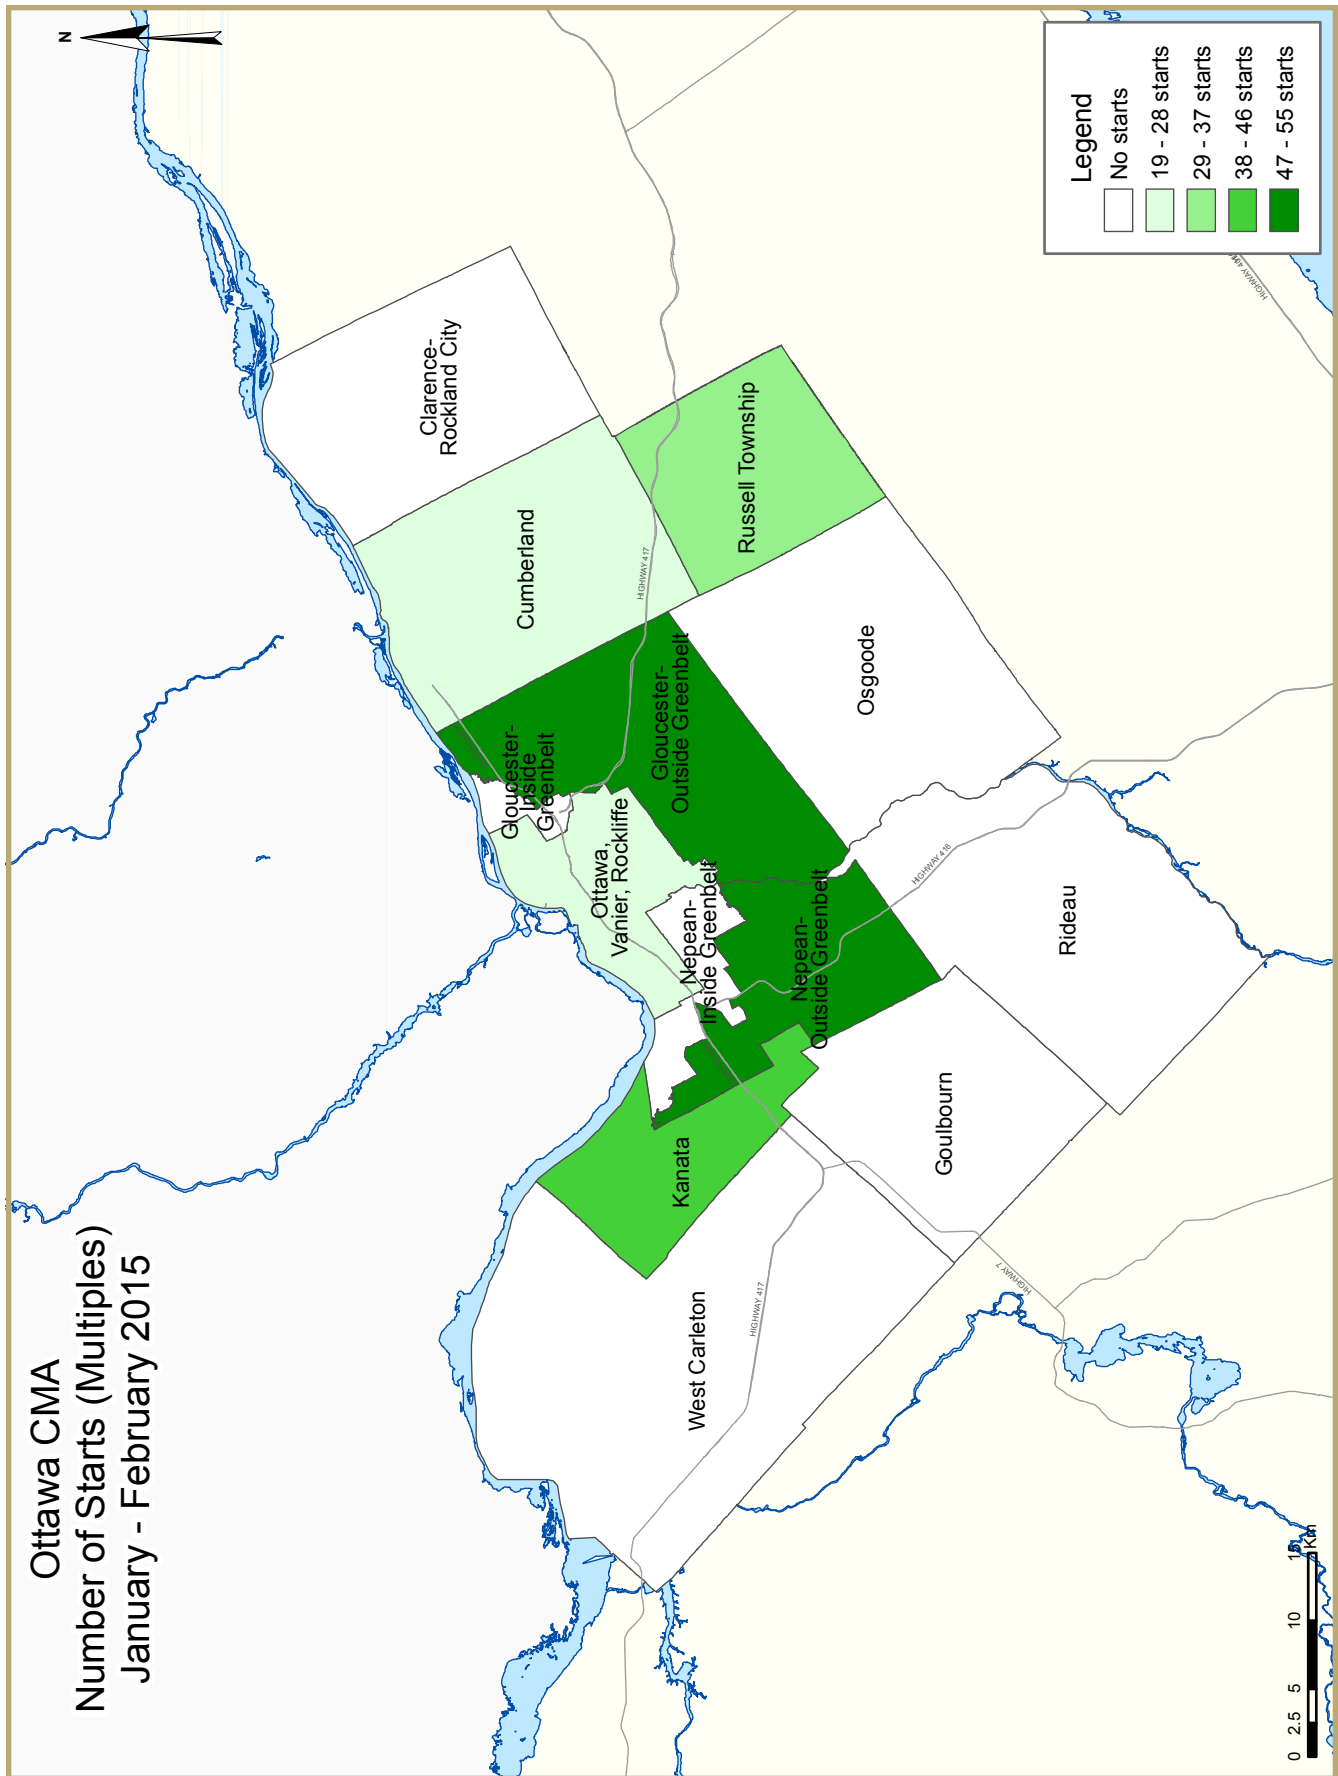 Ottawa CMA
Number of Starts (Multiples)
January - February 2015
N
Legend
No starts
19 - 28 starts
29 - 37 starts
38 - 46 starts
47 - 55 starts
Clarence-
Rockland City
Cumberland
Russell Township
HIGHWAY 417
Gloucester-
Inside
Greenbelt
Gloucester-
Outside Greenbelt
Osgoode
Ottawa,
Vanier, Rockliffe
Nepean-
Inside Greenbelt
Nepean-
Outside Greenbelt
HIGHWAY 416
Rideau
Kanata
Goulbourn
West Carleton
HIGHWAY 417
HIGHWAY 7
HIGHWAY
0 2.5 5 10 15
Km